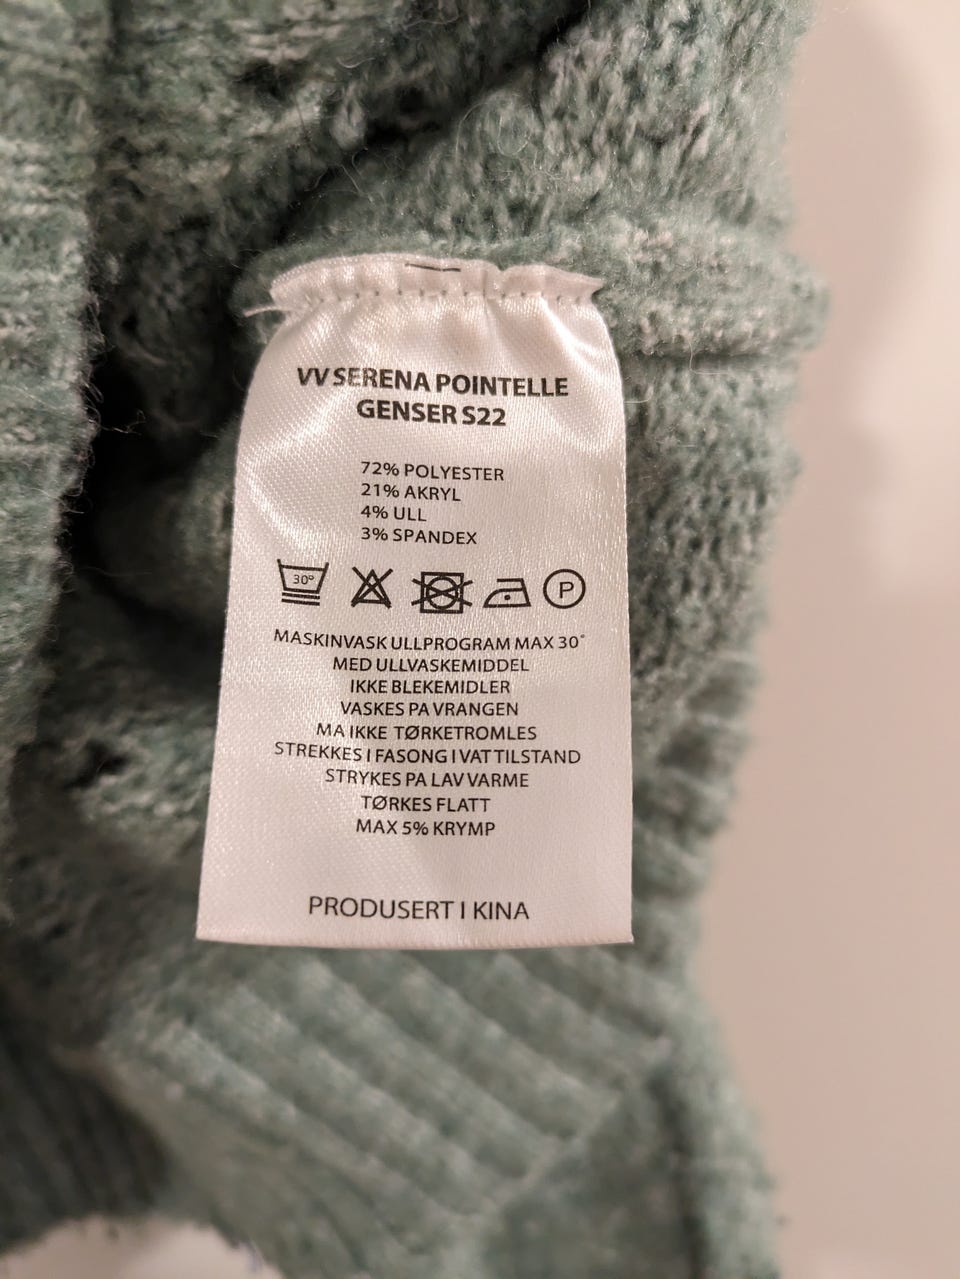 VV SERENA POINTELLE
GENSER S22
72% POLYESTER
21% AKRYL
4% ULL
3% SPANDEX
30° P
MASKINVASK ULLPROGRAM MAX 30°
MED ULLVASKEMIDDEL
IKKE BLEKEMIDLER
VASKES PA VRANGEN
MA IKKE TØRKETROMLES
STREKKES I FASONG I VAT TILSTAND
STRYKES PA LAV VARME
TØRKES FLATT
MAX 5% KRYMP
PRODUSERT I KINA